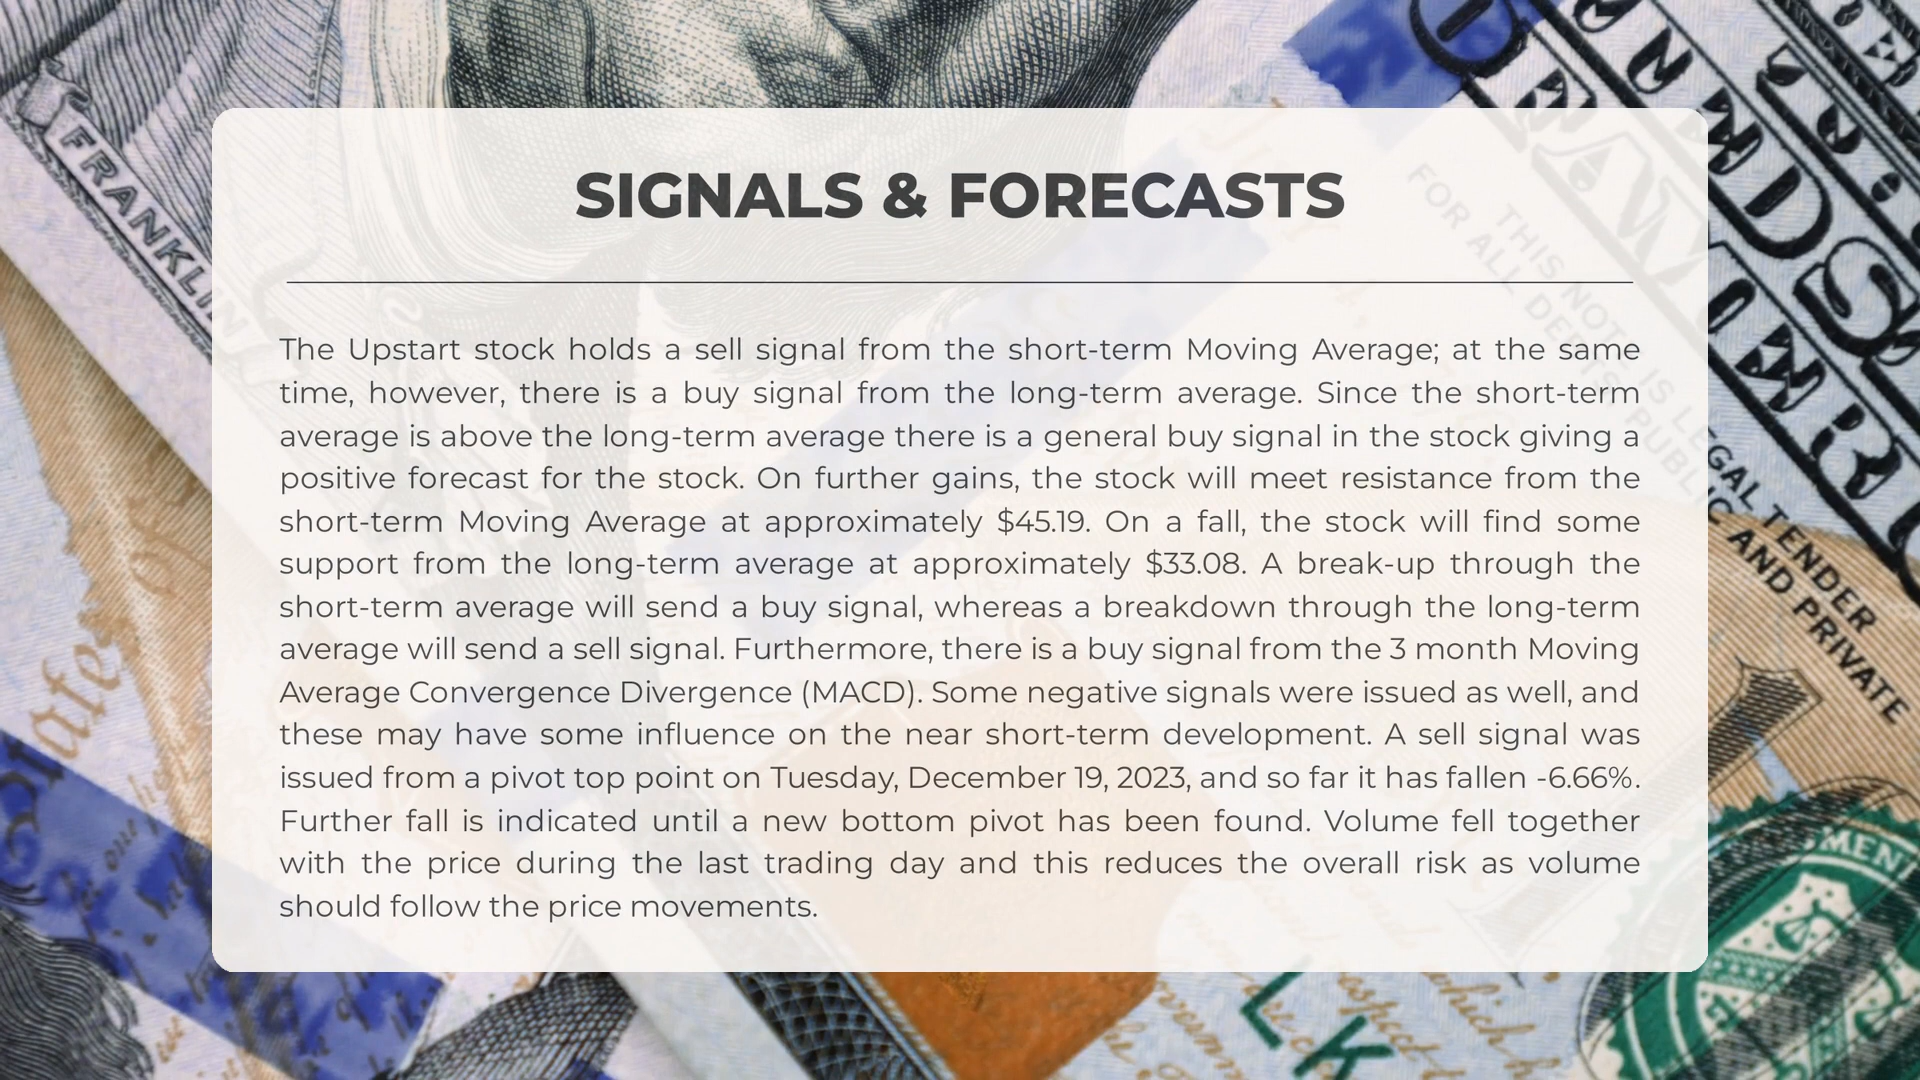 SIGNALS & FORECASTS
The Upstart stock holds a sell signal from the short-term Moving Average; at the same
time, however, there is a buy signal from the long-term average. Since the short-term
average is above the long-term average there is a general buy signal in the stock giving a
positive forecast for the stock. On further gains, the stock will meet resistance from the
short-term Moving Average at approximately $45.19. On a fall, the stock will find some
support from the long-term average at approximately $33.08. A break-up through the
short-term average will send a buy signal, whereas a breakdown through the long-term
average will send a sell signal. Furthermore, there is a buy signal from the 3 month Moving
Average Convergence Divergence (MACD). Some negative signals were issued as well, and
these may have some influence on the near short-term development. A sell signal was
issued from a pivot top point on Tuesday, December 19, 2023, and so far it has fallen -6.66%.
Further fall is indicated until a new bottom pivot has been found. Volume fell together
with the price during the last trading day and this reduces the overall risk as volume
should follow the price movements.
FRANKLIN
THIS NOTE IS LEGAL TENDER
FOR ALL DEBTS PUBLIC AND PRIVATE